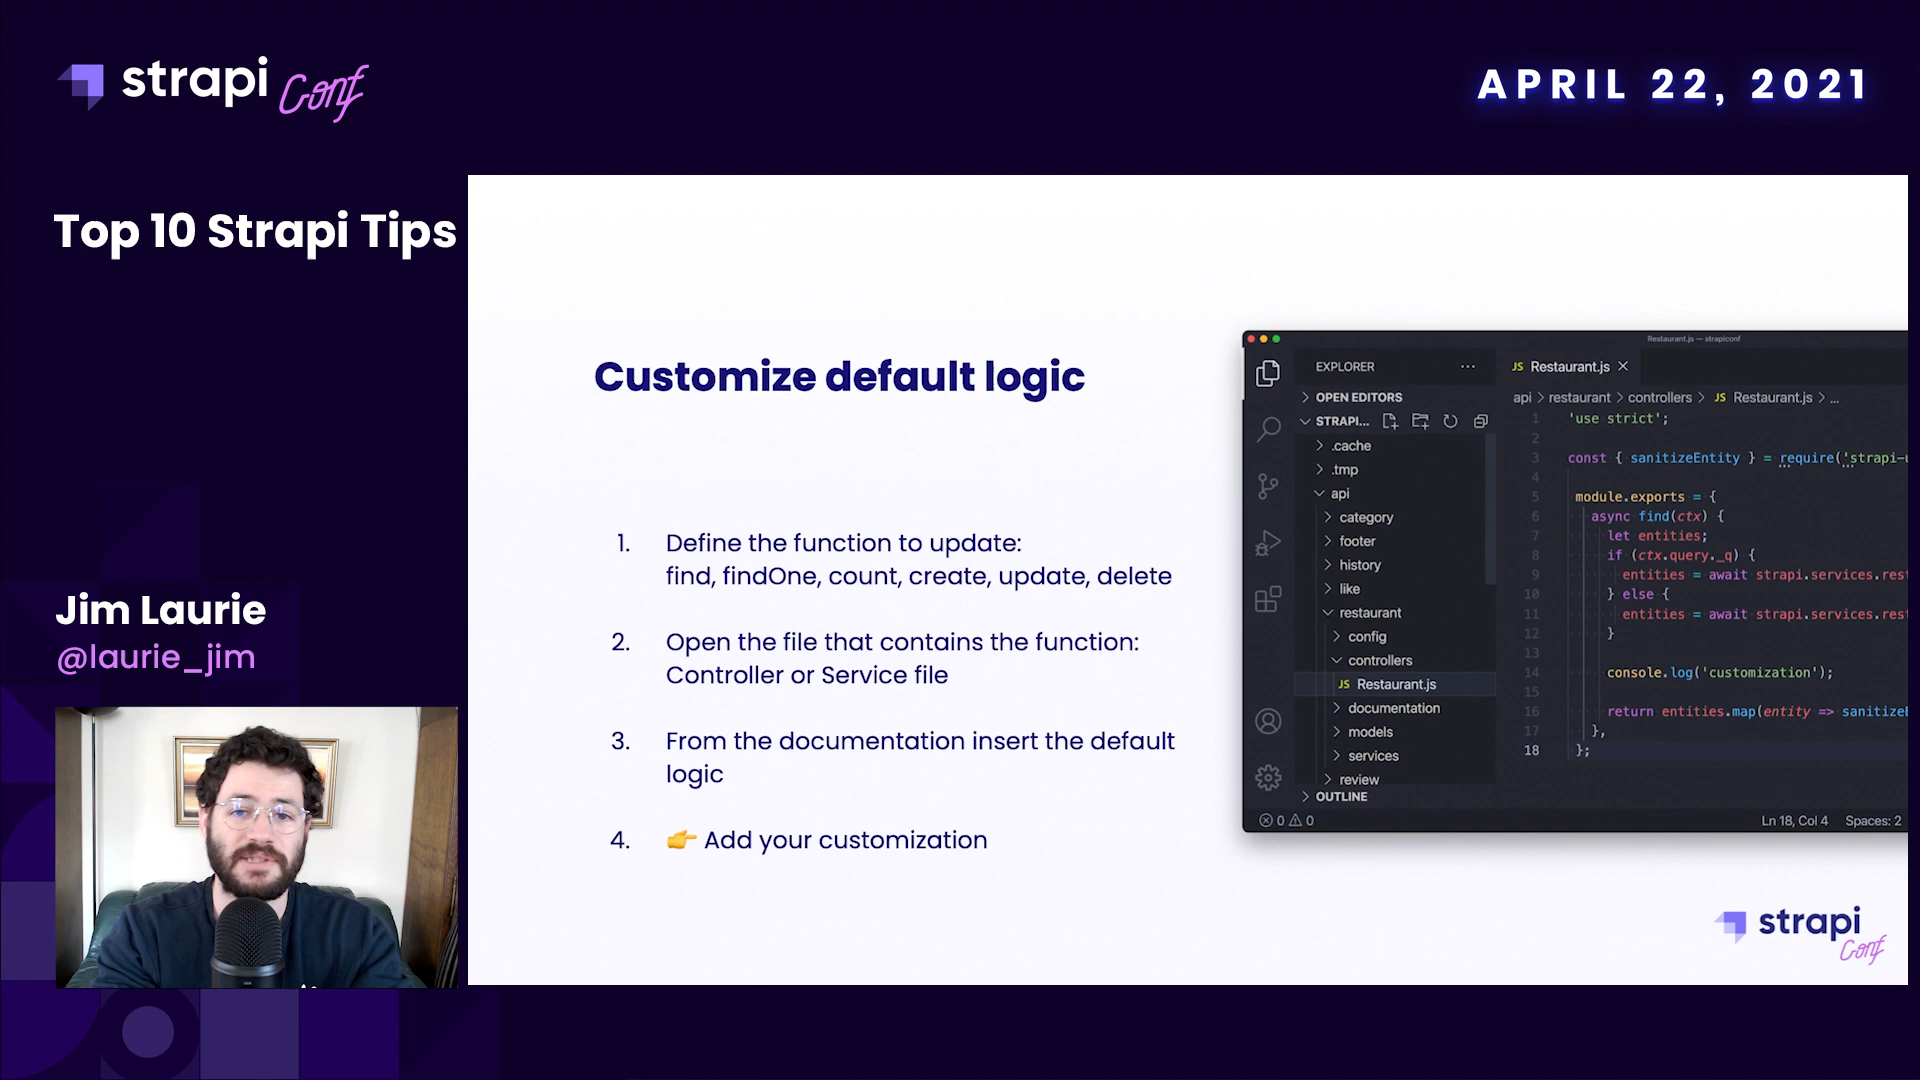 strapi Conf
APRIL 22, 2021
Top 10 Strapi Tips
Jim Laurie
@laurie_jim
Customize default logic
1. Define the function to update:
find, findOne, count, create, update, delete
2. Open the file that contains the function:
Controller or Service file
3. From the documentation insert the default
logic
4. 👉 Add your customization
Restaurant.js — strapiconf
EXPLORER ...
OPEN EDITORS
STRAPI...
.cache
.tmp
api
category
footer
history
like
restaurant
config
controllers
JS Restaurant.js
documentation
models
services
review
OUTLINE
JS Restaurant.js
api > restaurant > controllers > JS Restaurant.js > ...
1 'use strict';
2
3 const { sanitizeEntity } = require('strapi-
4
5 module.exports = {
6 async find(ctx) {
7 let entities;
8 if (ctx.query._q) {
9 entities = await strapi.services.rest
10 } else {
11 entities = await strapi.services.rest
12 }
13
14 console.log('customization');
15
16 return entities.map(entity => sanitizeE
17 },
18 };
0 0
Ln 18, Col 4 Spaces: 2
strapi Conf